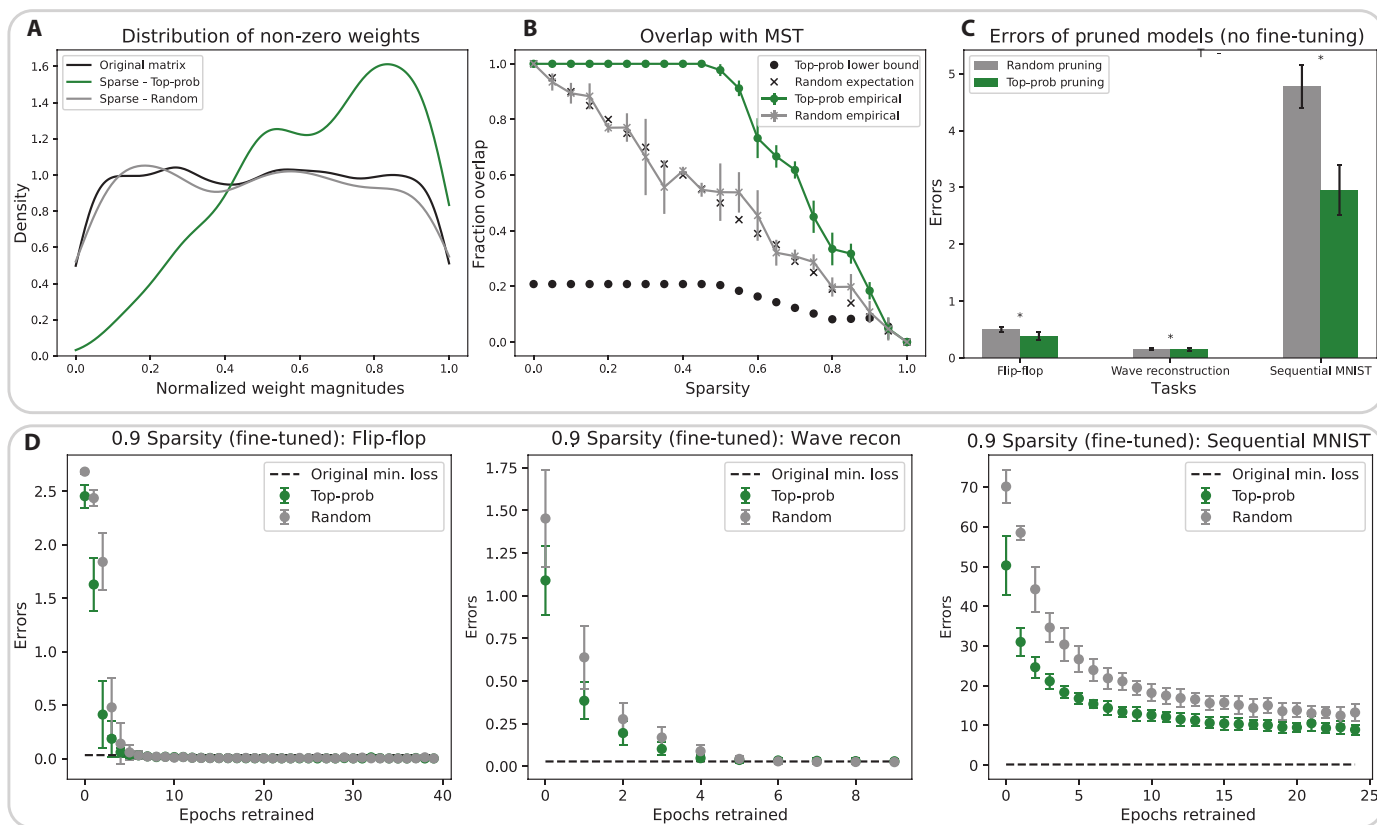 A
Distribution of non-zero weights
Original matrix
Sparse – Top-prob
Sparse – Random
Density
1.6
1.4
1.2
1.0
0.8
0.6
0.4
0.2
0.0
0.0 0.2 0.4 0.6 0.8 1.0
Normalized weight magnitudes
B
Overlap with MST
Top-prob lower bound
Random expectation
Top-prob empirical
Random empirical
Fraction overlap
1.0
0.8
0.6
0.4
0.2
0.0
0.0 0.2 0.4 0.6 0.8 1.0
Sparsity
C
Errors of pruned models (no fine-tuning)
Random pruning
Top-prob pruning
Errors
5
4
3
2
1
0
* * *
Flip-flop Wave reconstruction Sequential MNIST
Tasks
D
0.9 Sparsity (fine-tuned): Flip-flop
Original min. loss
Top-prob
Random
Errors
2.5
2.0
1.5
1.0
0.5
0.0
0 10 20 30 40
Epochs retrained
0.9 Sparsity (fine-tuned): Wave recon
Original min. loss
Top-prob
Random
Errors
1.75
1.50
1.25
1.00
0.75
0.50
0.25
0.00
0 2 4 6 8
Epochs retrained
0.9 Sparsity (fine-tuned): Sequential MNIST
Original min. loss
Top-prob
Random
Errors
70
60
50
40
30
20
10
0
0 5 10 15 20 25
Epochs retrained